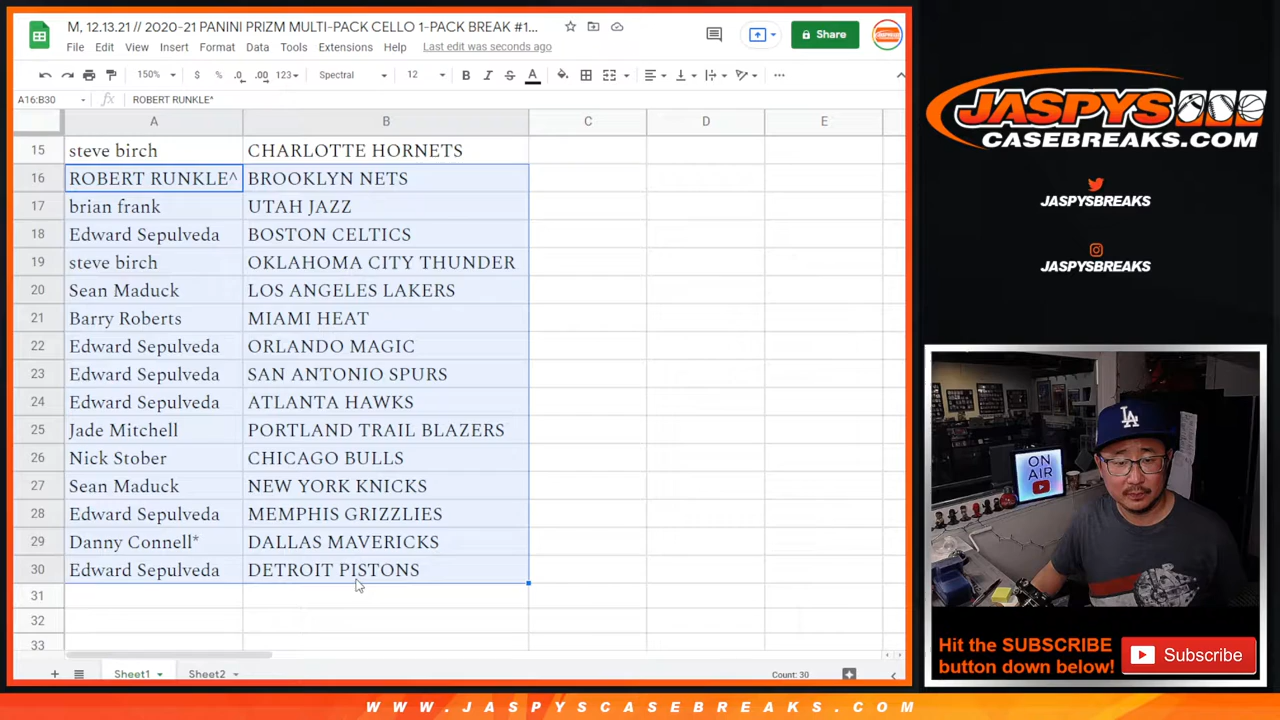 M, 12.13.21 // 2020-21 PANINI PRIZM MULTI-PACK CELLO 1-PACK BREAK #1...
File Edit View Insert Format Data Tools Extensions Help Last edit was seconds ago
Share
150% $ % .0 .00 123 Spectral 12 B I S A
A16:B30 fx ROBERT RUNKLE^
A B C D E
15 steve birch CHARLOTTE HORNETS
16 ROBERT RUNKLE^ BROOKLYN NETS
17 brian frank UTAH JAZZ
18 Edward Sepulveda BOSTON CELTICS
19 steve birch OKLAHOMA CITY THUNDER
20 Sean Maduck LOS ANGELES LAKERS
21 Barry Roberts MIAMI HEAT
22 Edward Sepulveda ORLANDO MAGIC
23 Edward Sepulveda SAN ANTONIO SPURS
24 Edward Sepulveda ATLANTA HAWKS
25 Jade Mitchell PORTLAND TRAIL BLAZERS
26 Nick Stober CHICAGO BULLS
27 Sean Maduck NEW YORK KNICKS
28 Edward Sepulveda MEMPHIS GRIZZLIES
29 Danny Connell* DALLAS MAVERICKS
30 Edward Sepulveda DETROIT PISTONS
31
32
33
Sheet1 Sheet2 Count: 30
JASPYS
CASEBREAKS.COM
JASPYSBREAKS
JASPYSBREAKS
LA
ON
AIR
Hit the SUBSCRIBE
button down below!
Subscribe
WWW.JASPYSCASEBREAKS.COM